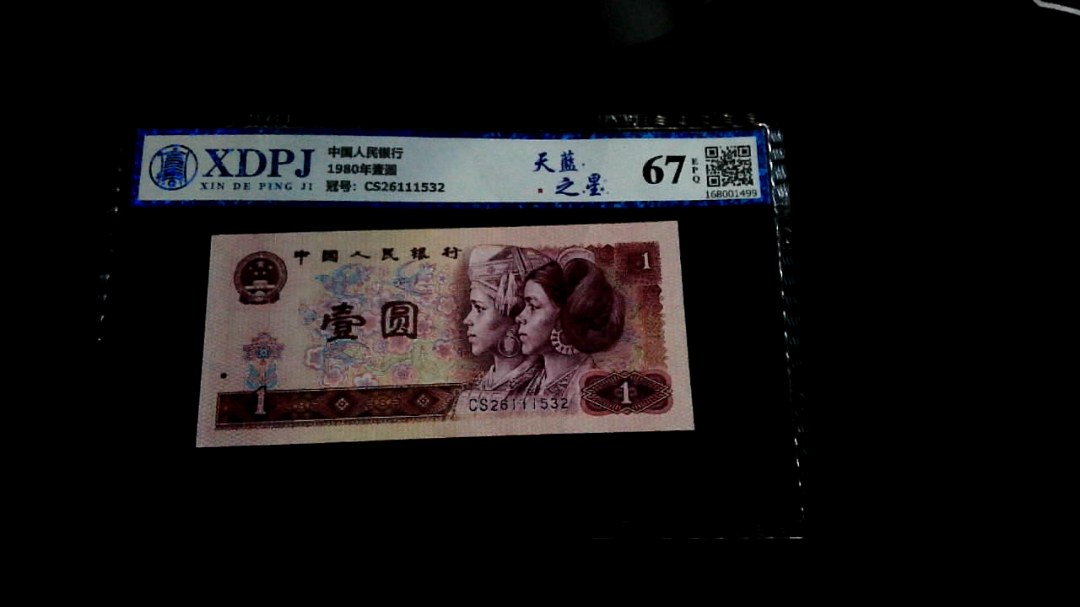 XDPJ
XIN DE PING JI
中国人民银行
1980年壹圆
冠号: CS26111532
天蓝
之星
67
EPQ
168001499
中国人民银行
壹圆
1
1
CS26111532
1